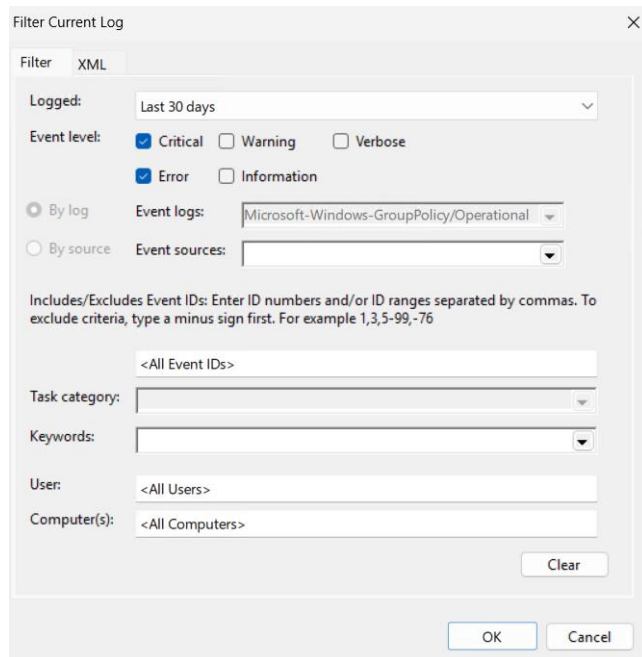 Filter Current Log
Filter XML
Logged: Last 30 days
Event level: Critical Warning Verbose
Error Information
By log Event logs: Microsoft-Windows-GroupPolicy/Operational
By source Event sources:
Includes/Excludes Event IDs: Enter ID numbers and/or ID ranges separated by commas. To
exclude criteria, type a minus sign first. For example 1,3,5-99,-76
<All Event IDs>
Task category:
Keywords:
User: <All Users>
Computer(s): <All Computers>
Clear
OK Cancel